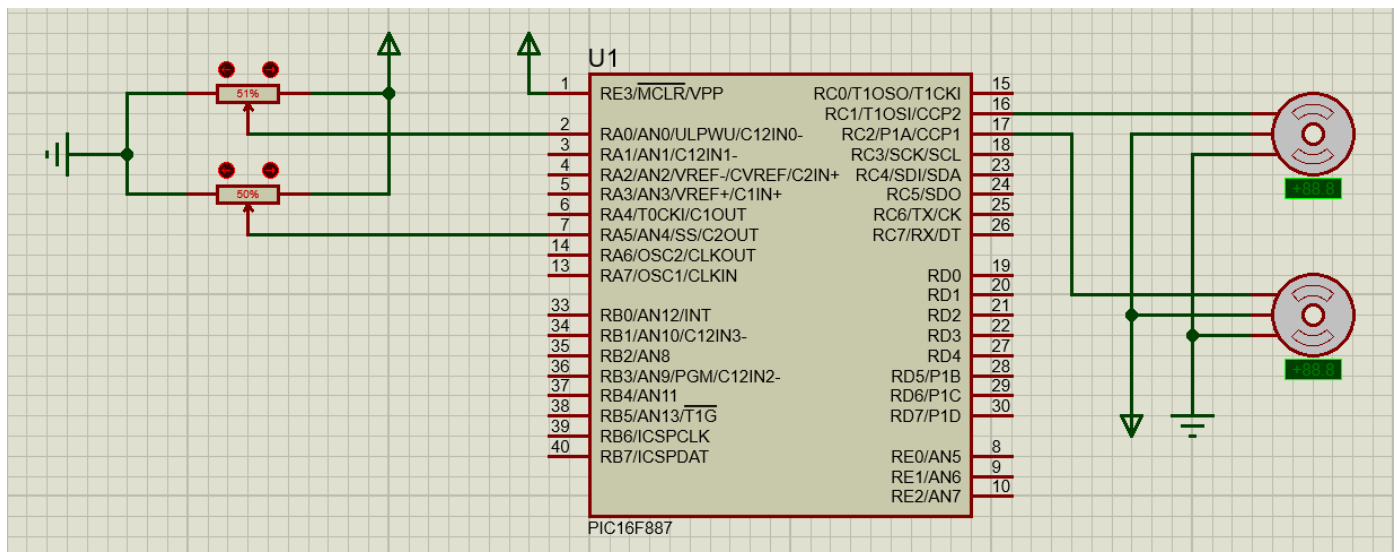 U1
51%
50%
1 RE3/MCLR/VPP
2 RA0/AN0/ULPWU/C12IN0-
3 RA1/AN1/C12IN1-
4 RA2/AN2/VREF-/CVREF/C2IN+
5 RA3/AN3/VREF+/C1IN+
6 RA4/T0CKI/C1OUT
7 RA5/AN4/SS/C2OUT
14 RA6/OSC2/CLKOUT
13 RA7/OSC1/CLKIN
33 RB0/AN12/INT
34 RB1/AN10/C12IN3-
35 RB2/AN8
36 RB3/AN9/PGM/C12IN2-
37 RB4/AN11
38 RB5/AN13/T1G
39 RB6/ICSPCLK
40 RB7/ICSPDAT
RC0/T1OSO/T1CKI 15
RC1/T1OSI/CCP2 16
RC2/P1A/CCP1 17
RC3/SCK/SCL 18
RC4/SDI/SDA 23
RC5/SDO 24
RC6/TX/CK 25
RC7/RX/DT 26
RD0 19
RD1 20
RD2 21
RD3 22
RD4 27
RD5/P1B 28
RD6/P1C 29
RD7/P1D 30
RE0/AN5 8
RE1/AN6 9
RE2/AN7 10
PIC16F887
+88.8
+88.8